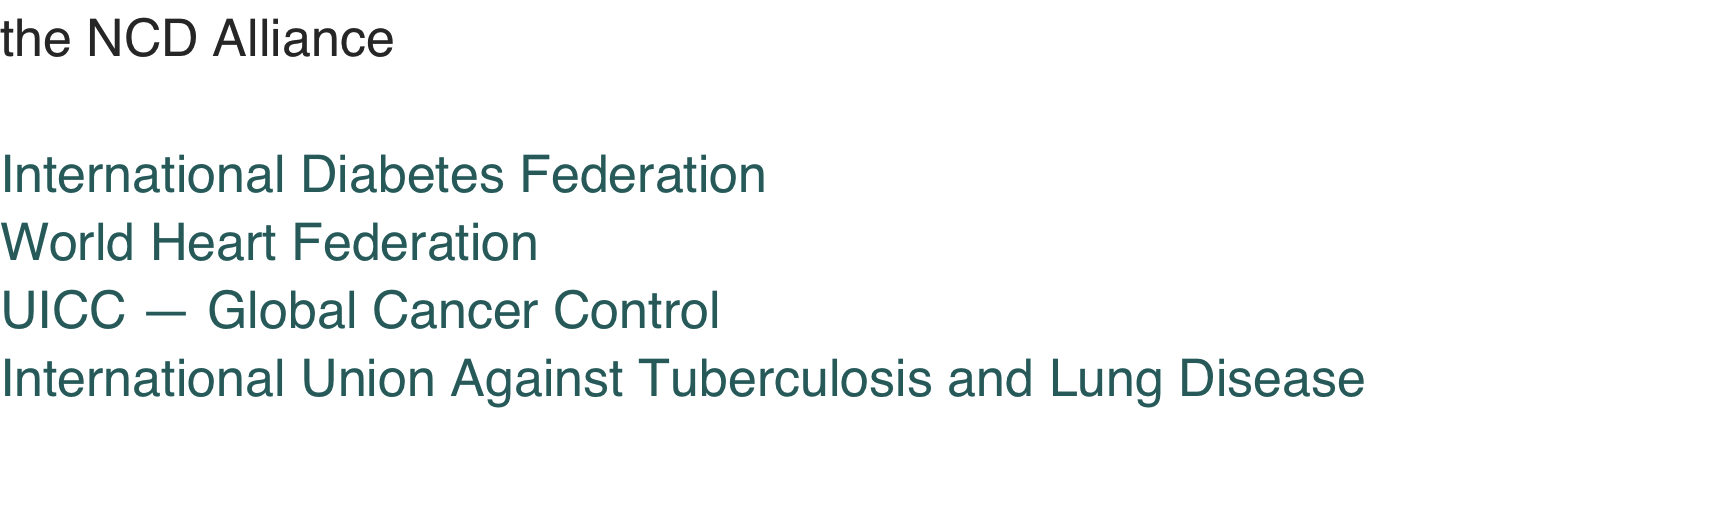 the NCD Alliance
International Diabetes Federation
World Heart Federation
UICC — Global Cancer Control
International Union Against Tuberculosis and Lung Disease